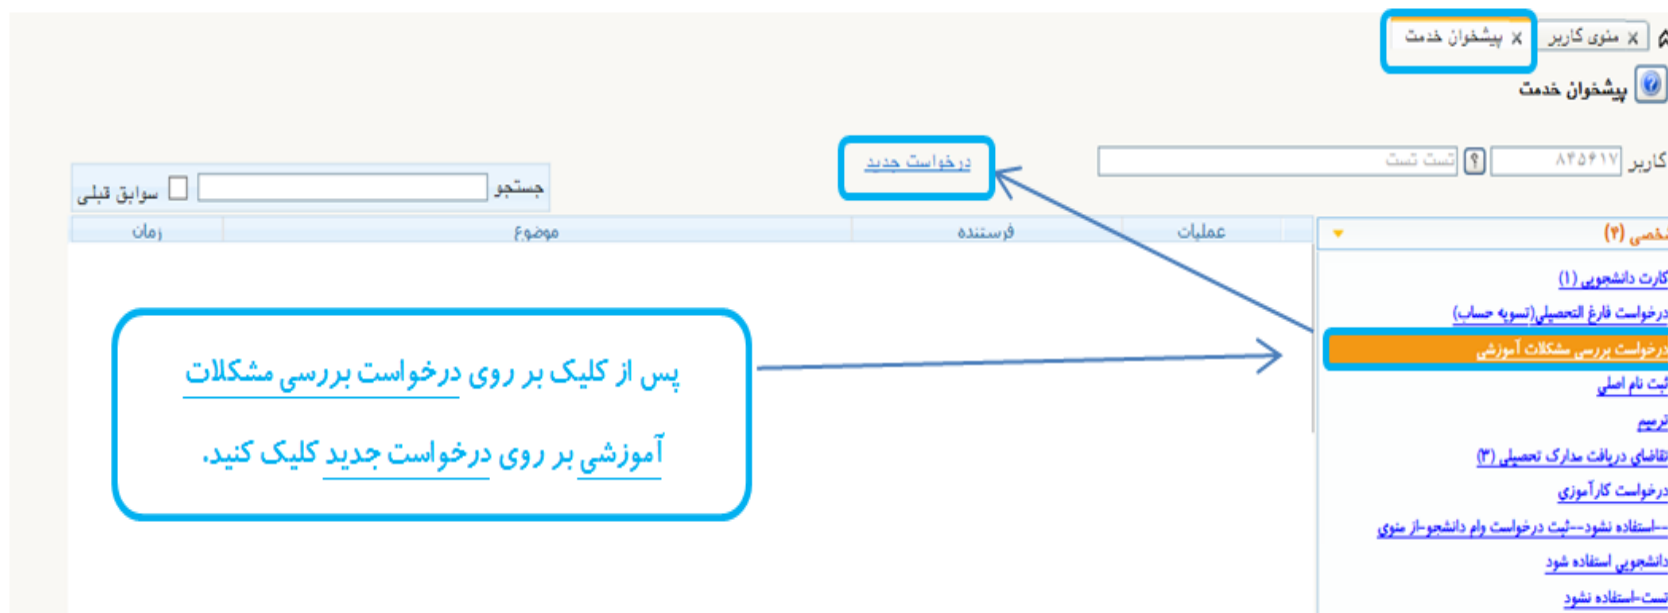 منوی کاربر x
پیشخوان خدمت x
پیشخوان خدمت
کاربر ۸۴۵۶۱۷ ؟ تست تست
درخواست جدید
جستجو سوابق قبلی
عملیات فرستنده موضوع زمان
(۴)
کارت دانشجویی (۱)
درخواست فارغ التحصیلی(تسویه حساب)
درخواست بررسی مشکلات آموزشی
ثبت نام اصلی
ترمیم
تقاضای دریافت مدارک تحصیلی (۳)
درخواست کارآموزی
--استفاده نشود--ثبت درخواست وام دانشجو-از منوی
دانشجویی استفاده شود
تست-استفاده نشود
پس از کلیک بر روی درخواست بررسی مشکلات
آموزشی بر روی درخواست جدید کلیک کنید.